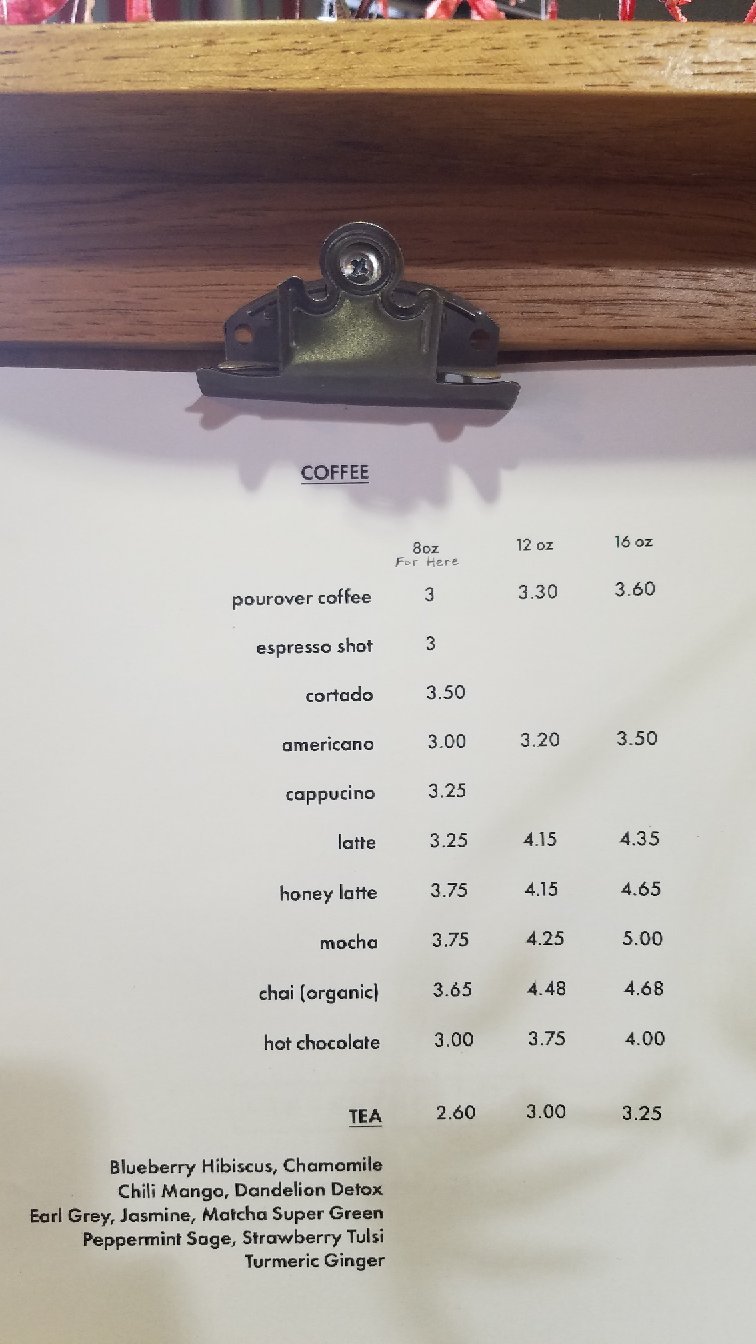 COFFEE
8oz 12 oz 16 oz
For Here
pourover coffee 3 3.30 3.60
espresso shot 3
cortado 3.50
americano 3.00 3.20 3.50
cappucino 3.25
latte 3.25 4.15 4.35
honey latte 3.75 4.15 4.65
mocha 3.75 4.25 5.00
chai (organic) 3.65 4.48 4.68
hot chocolate 3.00 3.75 4.00
TEA 2.60 3.00 3.25
Blueberry Hibiscus, Chamomile
Chili Mango, Dandelion Detox
Earl Grey, Jasmine, Matcha Super Green
Peppermint Sage, Strawberry Tulsi
Turmeric Ginger